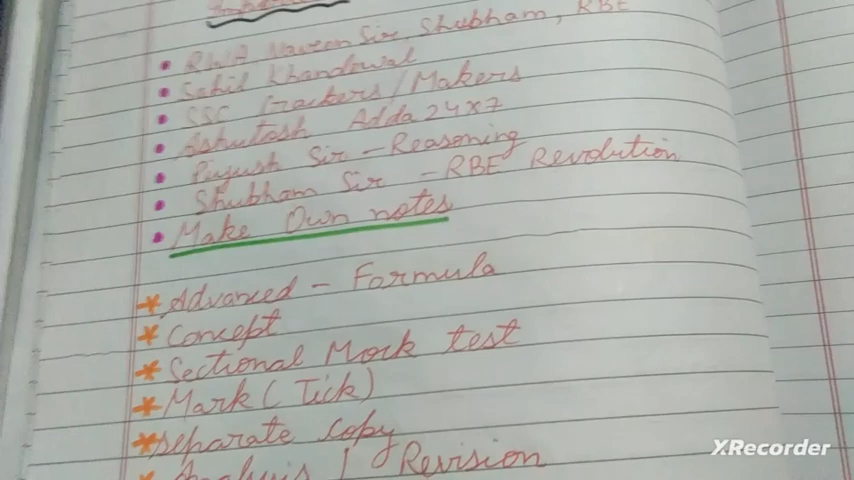 RWA Naveen Sir, Shubham, RBE
Sahil Khandelwal
SSC Crackers/Makers
Ashutosh Adda 24x7
Piyush Sir - Reasoning
Shubham Sir - RBE Revolution
Make Own notes
Advanced - Formula
Concept
Sectional Mock test
Mark (Tick)
separate copy
Analysis | Revision
XRecorder